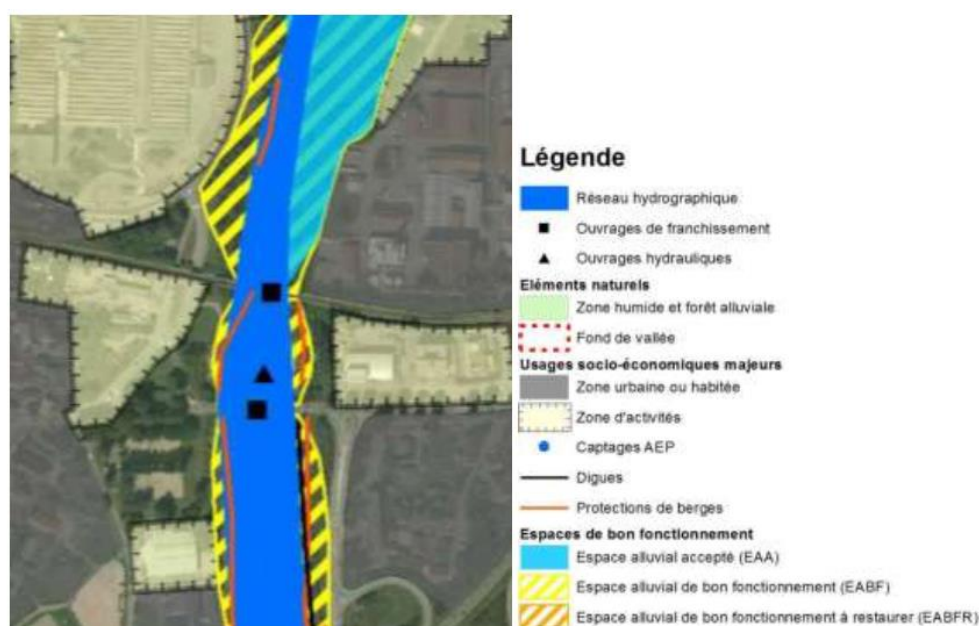 Légende
Réseau hydrographique
Ouvrages de franchissement
Ouvrages hydrauliques
Eléments naturels
Zone humide et forêt alluviale
Fond de vallée
Usages socio-économiques majeurs
Zone urbaine ou habitée
Zone d'activités
Captages AEP
Digues
Protections de berges
Espaces de bon fonctionnement
Espace alluvial accepté (EAA)
Espace alluvial de bon fonctionnement (EABF)
Espace alluvial de bon fonctionnement à restaurer (EABFR)